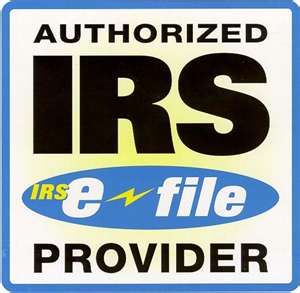 AUTHORIZED
IRS
IRS e file
PROVIDER